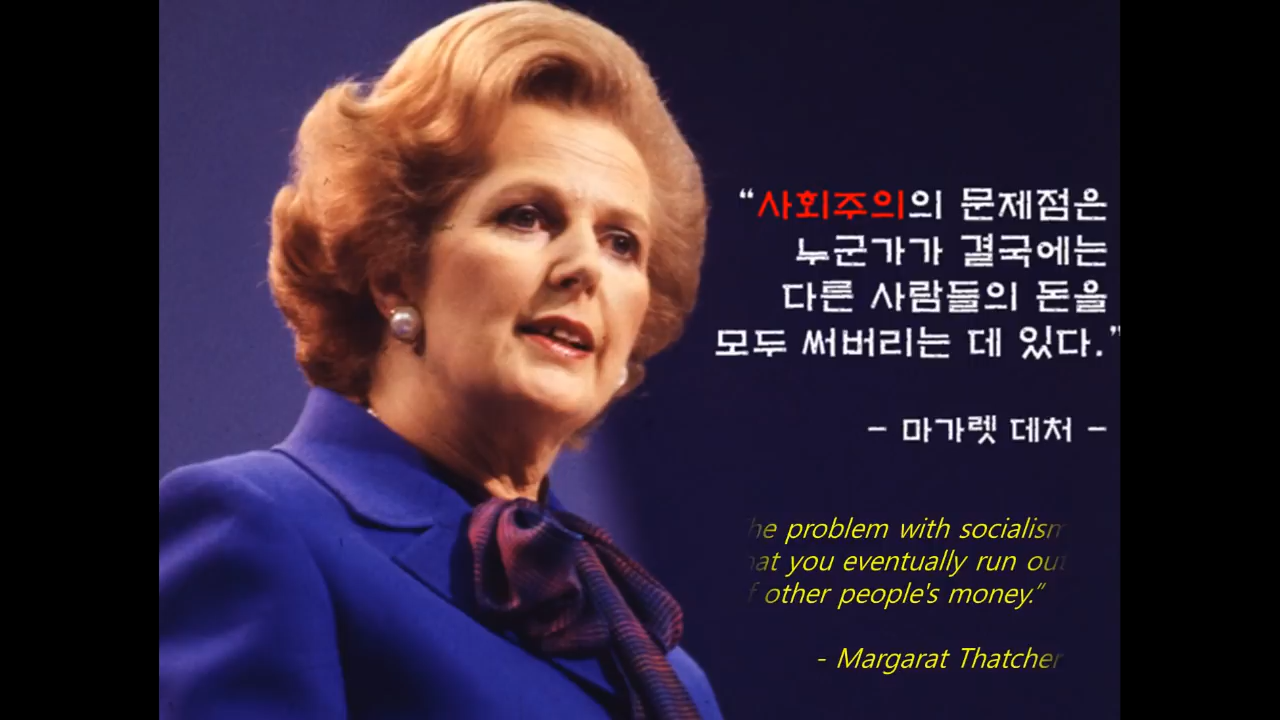 “사회주의의 문제점은
누군가가 결국에는
다른 사람들의 돈을
모두 써버리는 데 있다.”
- 마가렛 데처 -
problem with socialism
you eventually run out
other people's money.”
- Margarat Thatcher